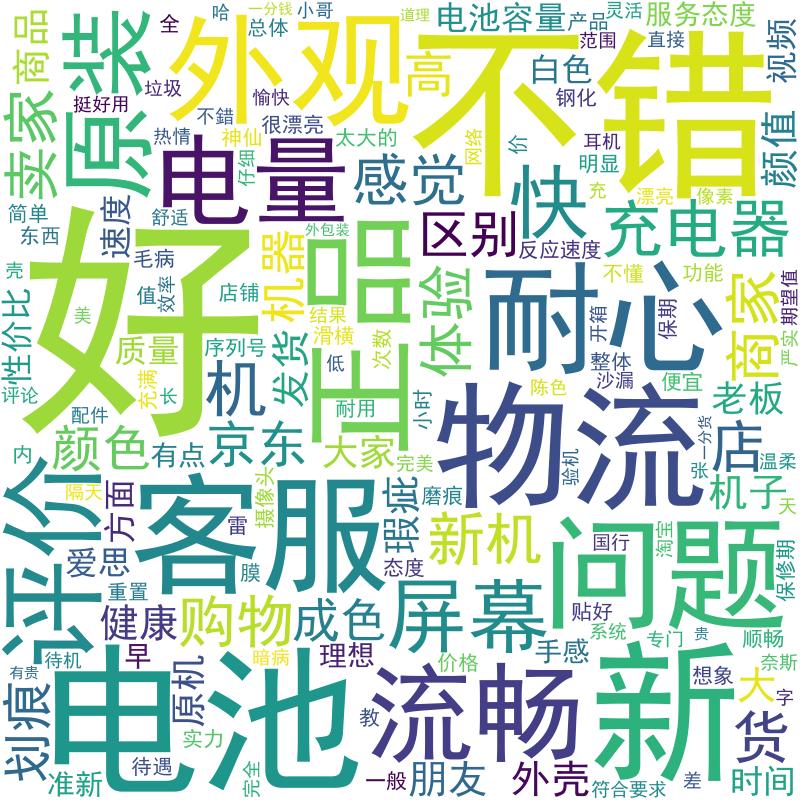 哈
一分钱
小哥
道理
电池容量
产品
灵活
服务态度
全
总体
范围
直接
商品
原装
外观
高
不错
白色
视频
垃圾
挺好用
不錯
愉快
很漂亮
钢化
卖家
热情
神仙
仔细
太大的
网络
价
耳机
明显
颜值
电量
感觉
快
充
漂亮
像素
简单
东西
速度
舒适
外包装
区别
充电器
毛病
反应速度
不懂
功能
好
机器
正品
体验
耐心
开箱
保期
商家
期望值
壳
值
效率
店铺
结果
滑横
性价比
美
质量
序列号
发货
低
次数
整体
严实
评论
充满
长
机
耐用
小时
陈色
沙漏
便宜
老板
配件
颜色
有点
京东
大家
完美
物流
验机
张
一分货
店
温柔
内
评价
隔天
方面
客服
摄像头
瑕疵
磨痕
新机
机子
天
雷
问题
国行
淘宝
保修期
爱思
膜
态度
重置
健康
购物
成色
屏幕
贴好
系统
专门
贵
顺畅
早
理想
手感
有贵
待机
原机
暗病
价格
奈斯
电池
流畅
新
想象
大
字
划痕
实力
教
货
准新
待遇
完全
一般
朋友
外壳
符合要求
差
时间